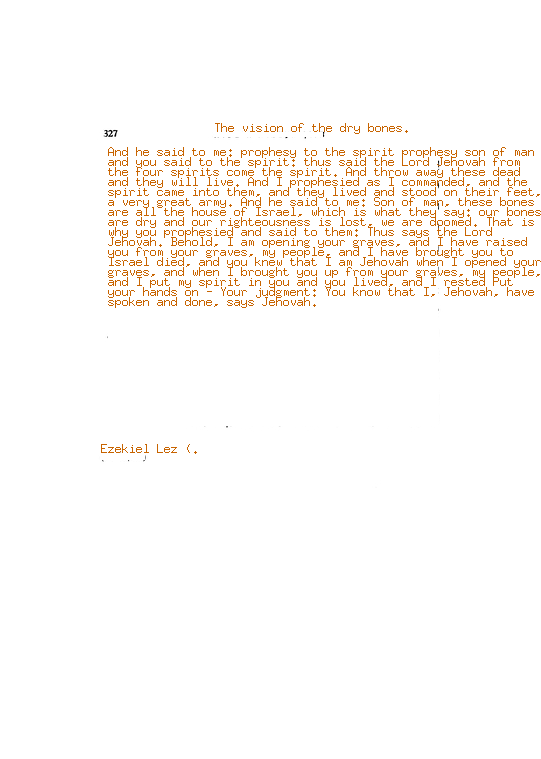 327
The vision of the dry bones.
And he said to me: prophesy to the spirit prophesy son of man
and you said to the spirit: thus said the Lord Jehovah from
the four spirits come the spirit. And throw away these dead
and they will live. And I prophesied as I commanded, and the
spirit came into them, and they lived and stood on their feet,
a very great army. And he said to me: Son of man, these bones
are all the house of Israel, which is what they say: our bones
are dry and our righteousness is lost, we are doomed. That is
why you prophesied and said to them: Thus says the Lord
Jehovah. Behold, I am opening your graves, and I have raised
you from your graves, my people, and I have brought you to
Israel died, and you knew that I am Jehovah when I opened your
graves, and when I brought you up from your graves, my people,
and I put my spirit in you and you lived, and I rested Put
your hands on - Your judgment: You know that I, Jehovah, have
spoken and done, says Jehovah.
Ezekiel Lez (.